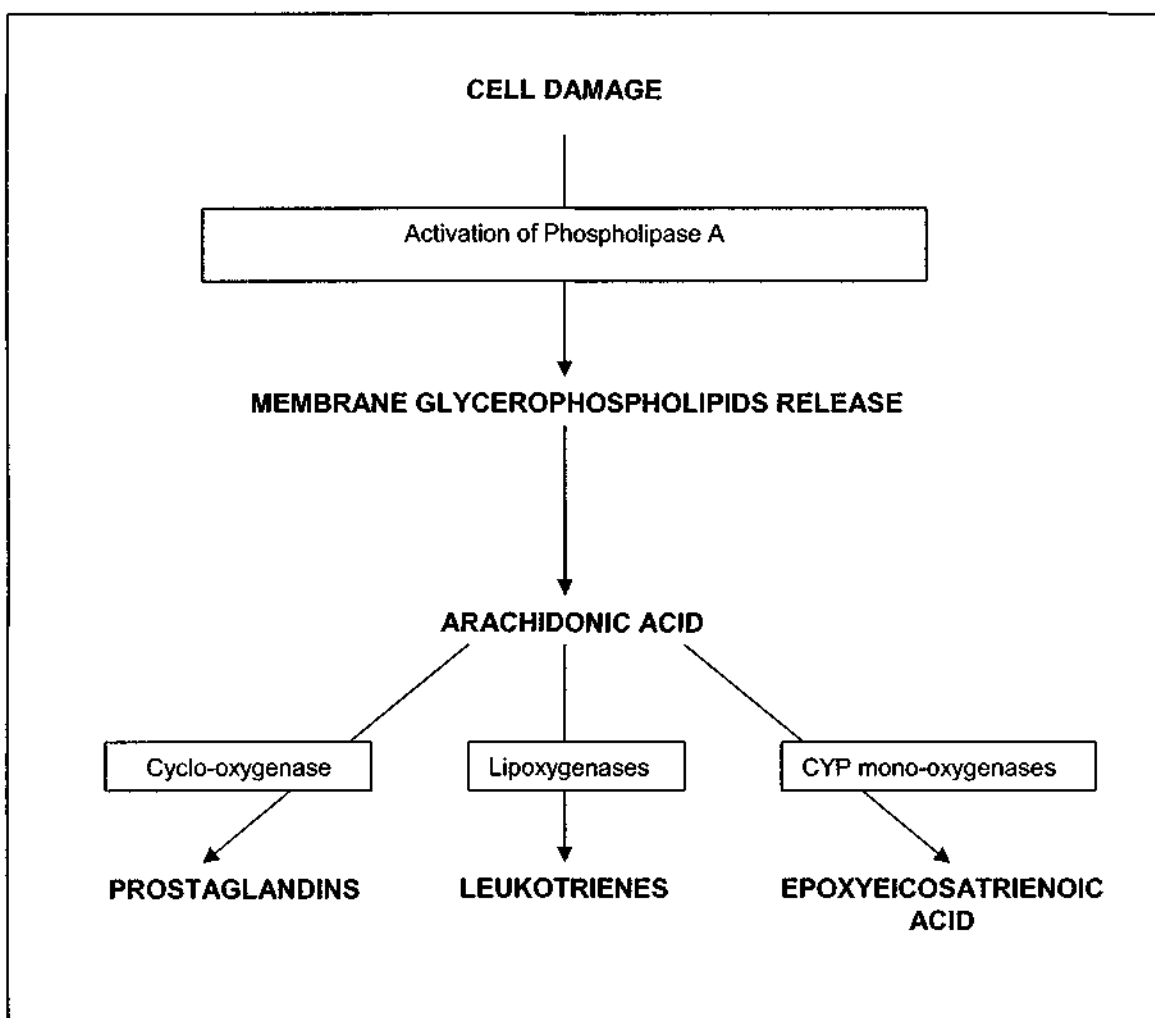 CELL DAMAGE
Activation of Phospholipase A
MEMBRANE GLYCEROPHOSPHOLIPIDS RELEASE
ARACHIDONIC ACID
Cyclo-oxygenase
Lipoxygenases
CYP mono-oxygenases
PROSTAGLANDINS
LEUKOTRIENES
EPOXYEICOSATRIENOIC
ACID